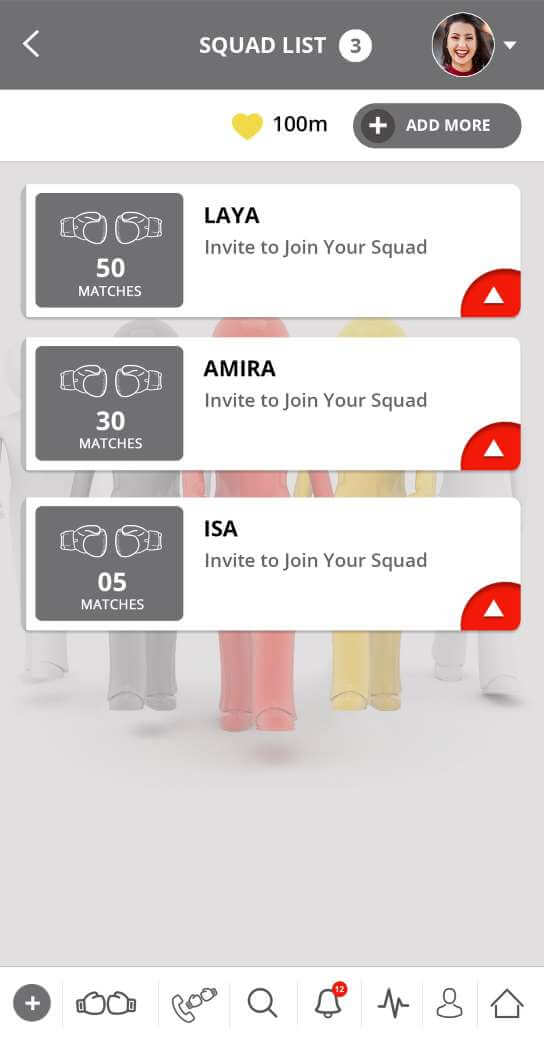 SQUAD LIST 3
100m
ADD MORE
50
MATCHES
LAYA
Invite to Join Your Squad
30
MATCHES
AMIRA
Invite to Join Your Squad
05
MATCHES
ISA
Invite to Join Your Squad
12